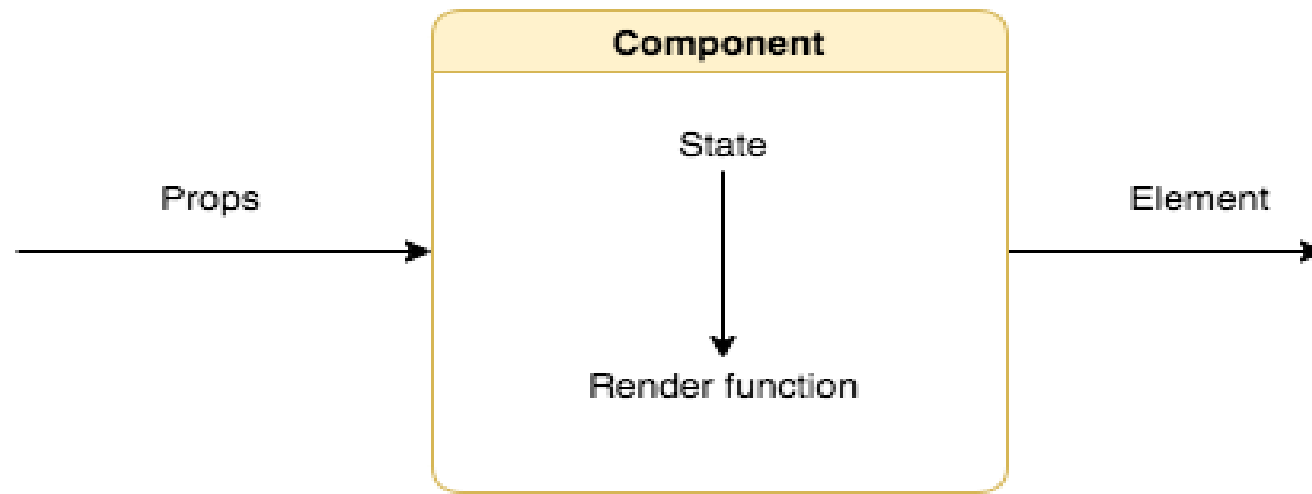 Component
State
Props
Element
Render function